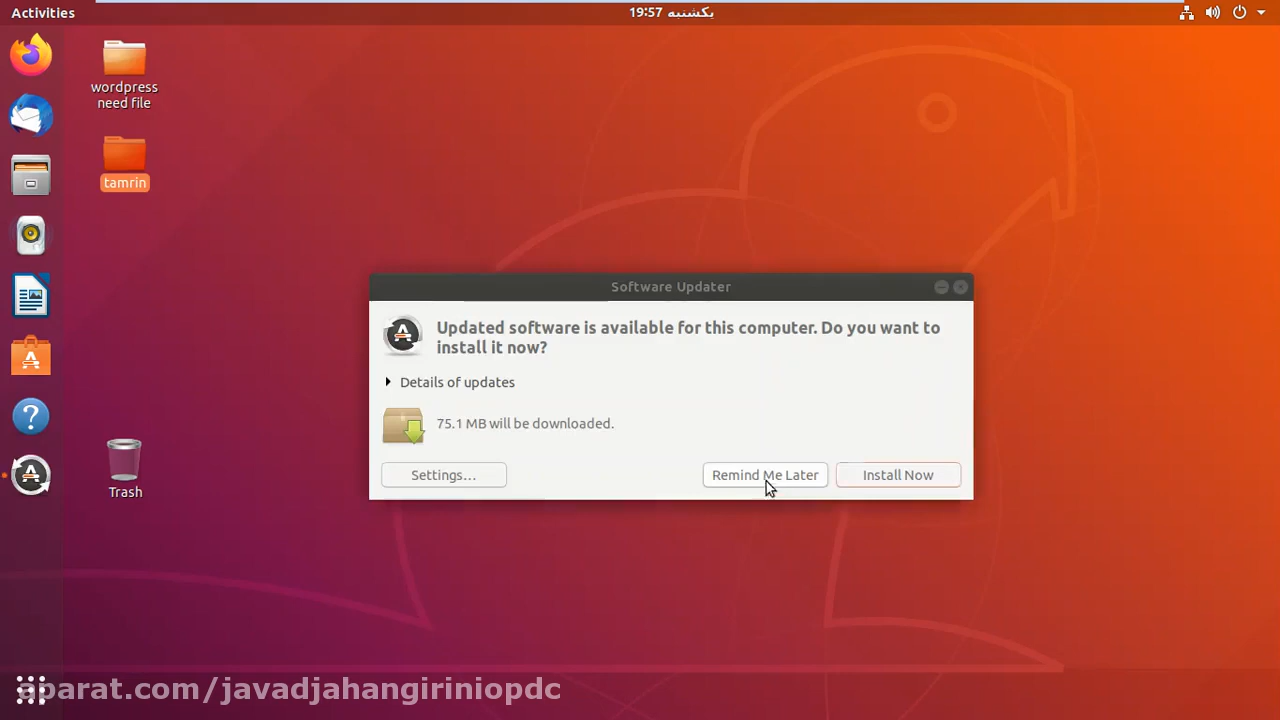 Activities
یکشنبه 19:57
wordpress
need file
tamrin
Trash
Software Updater
Updated software is available for this computer. Do you want to
install it now?
Details of updates
75.1 MB will be downloaded.
Settings...
Remind Me Later
Install Now
aparat.com/javadjahangiriniopdc